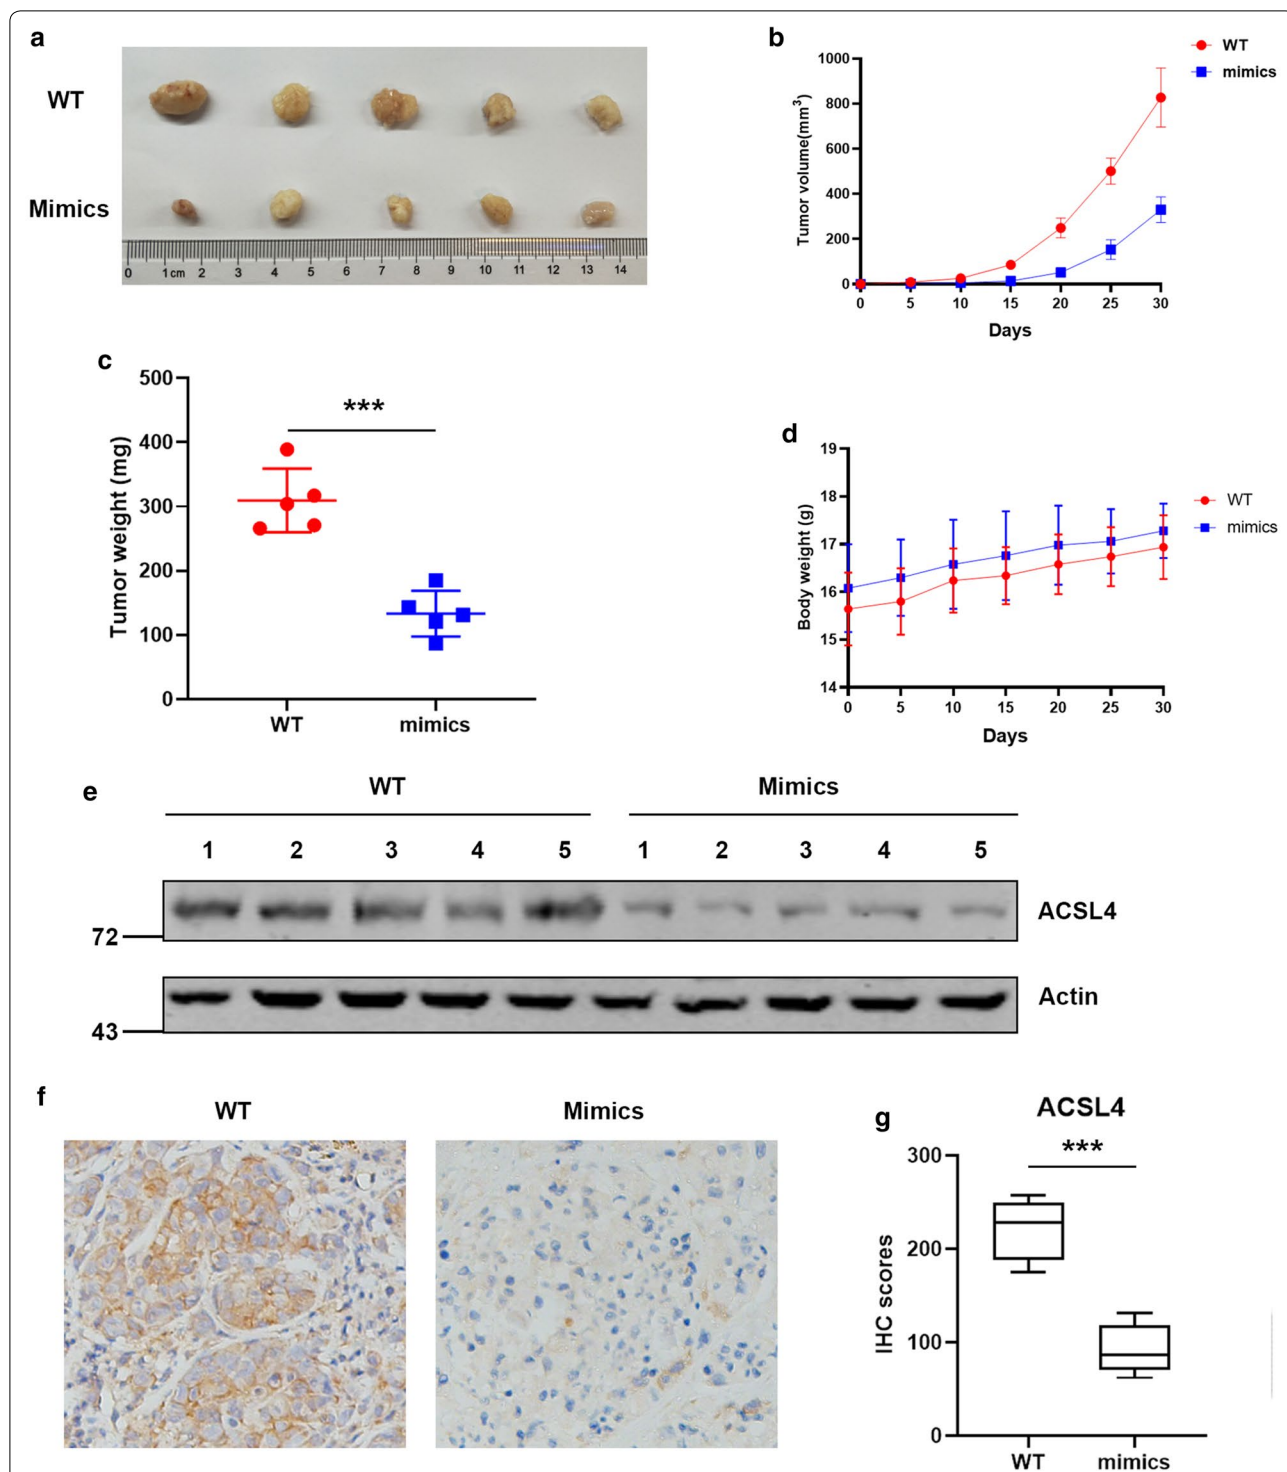 a
WT
Mimics
0 1cm 2 3 4 5 6 7 8 9 10 11 12 13 14
b
WT
mimics
1000
800
600
400
200
0
Tumor volume(mm³)
0 5 10 15 20 25 30
Days
c
500
400
300
200
100
0
Tumor weight (mg)
***
WT mimics
d
19
18
17
16
15
14
Body weight (g)
WT
mimics
0 5 10 15 20 25 30
Days
e
WT Mimics
1 2 3 4 5 1 2 3 4 5
ACSL4
72
Actin
43
f
WT Mimics
g
ACSL4
***
300
200
100
0
IHC scores
WT mimics